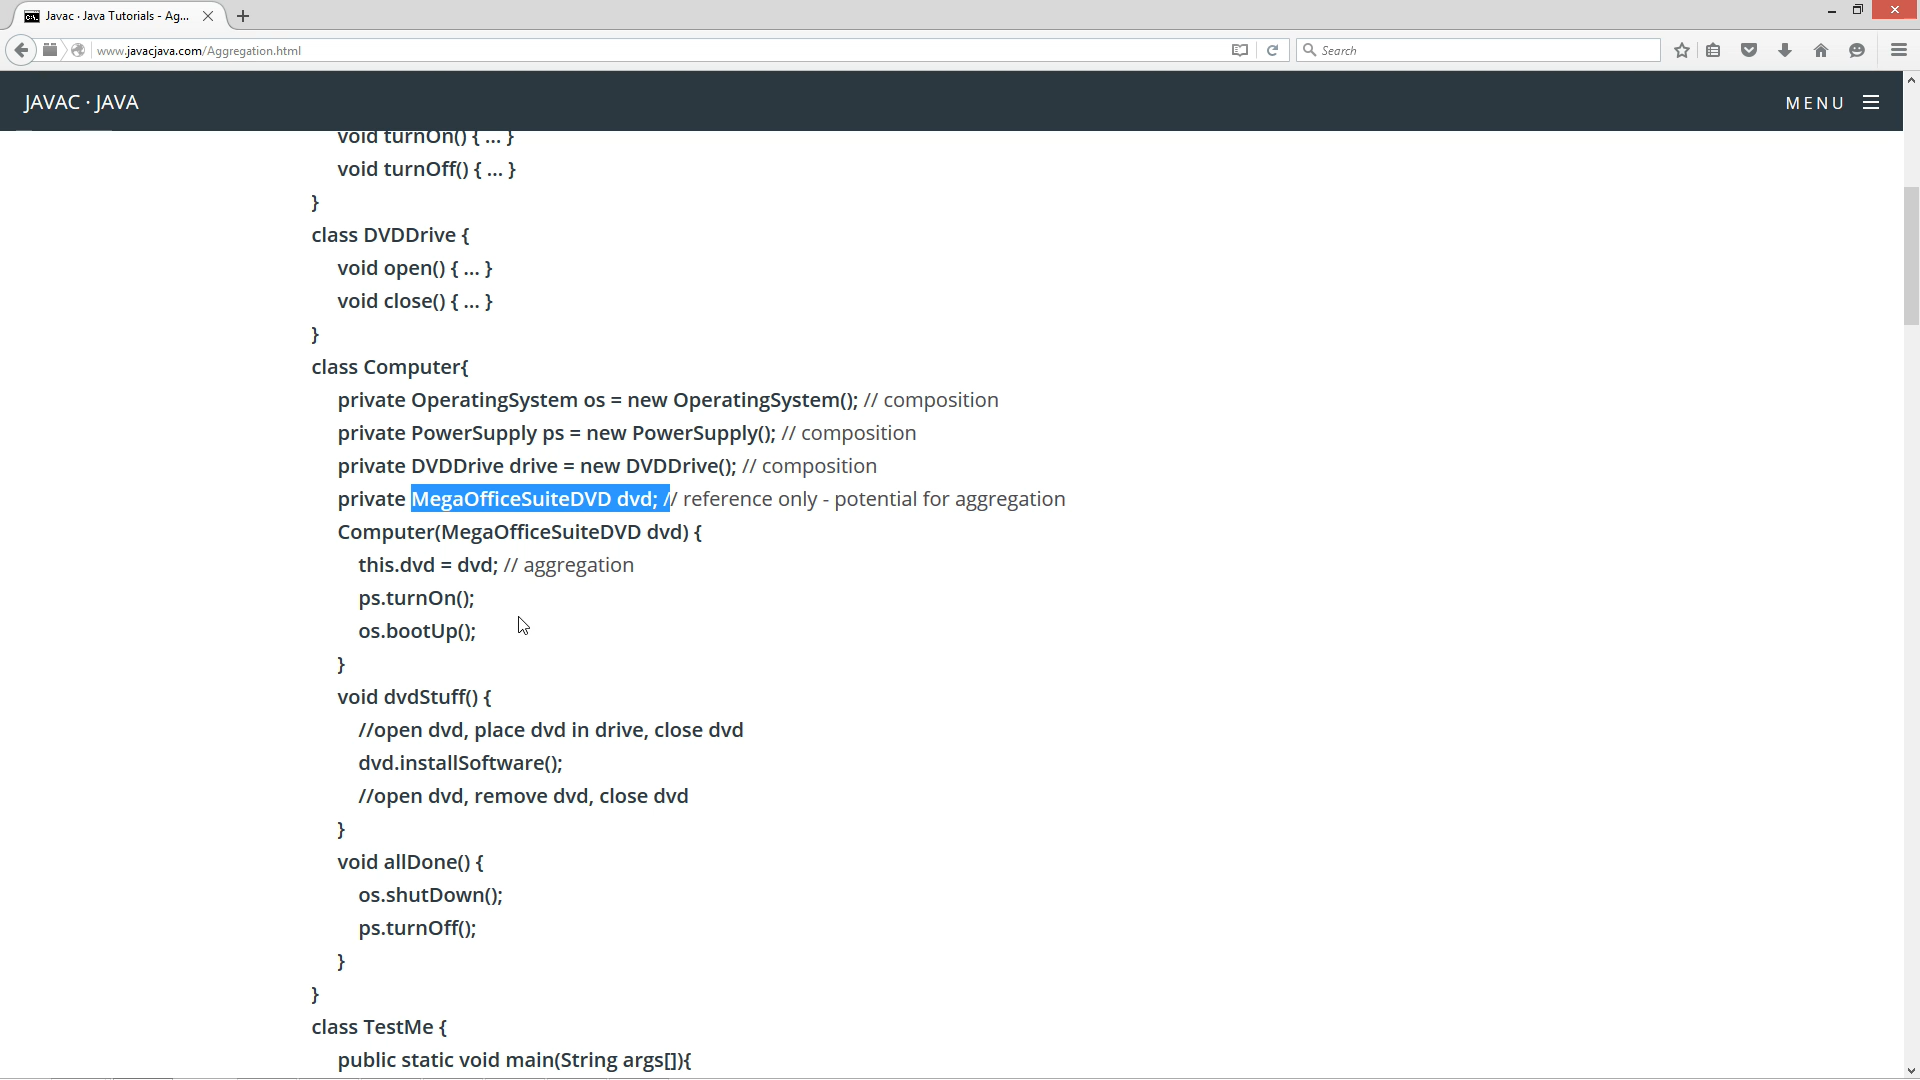 Javac · Java Tutorials - Ag...
www.javacjava.com/Aggregation.html
Search
JAVAC · JAVA
MENU
void turnOn() { ... }
void turnOff() { ... }
}
class DVDDrive {
void open() { ... }
void close() { ... }
}
class Computer{
private OperatingSystem os = new OperatingSystem(); // composition
private PowerSupply ps = new PowerSupply(); // composition
private DVDDrive drive = new DVDDrive(); // composition
private MegaOfficeSuiteDVD dvd; // reference only - potential for aggregation
Computer(MegaOfficeSuiteDVD dvd) {
this.dvd = dvd; // aggregation
ps.turnOn();
os.bootUp();
}
void dvdStuff() {
//open dvd, place dvd in drive, close dvd
dvd.installSoftware();
//open dvd, remove dvd, close dvd
}
void allDone() {
os.shutDown();
ps.turnOff();
}
}
class TestMe {
public static void main(String args[]){